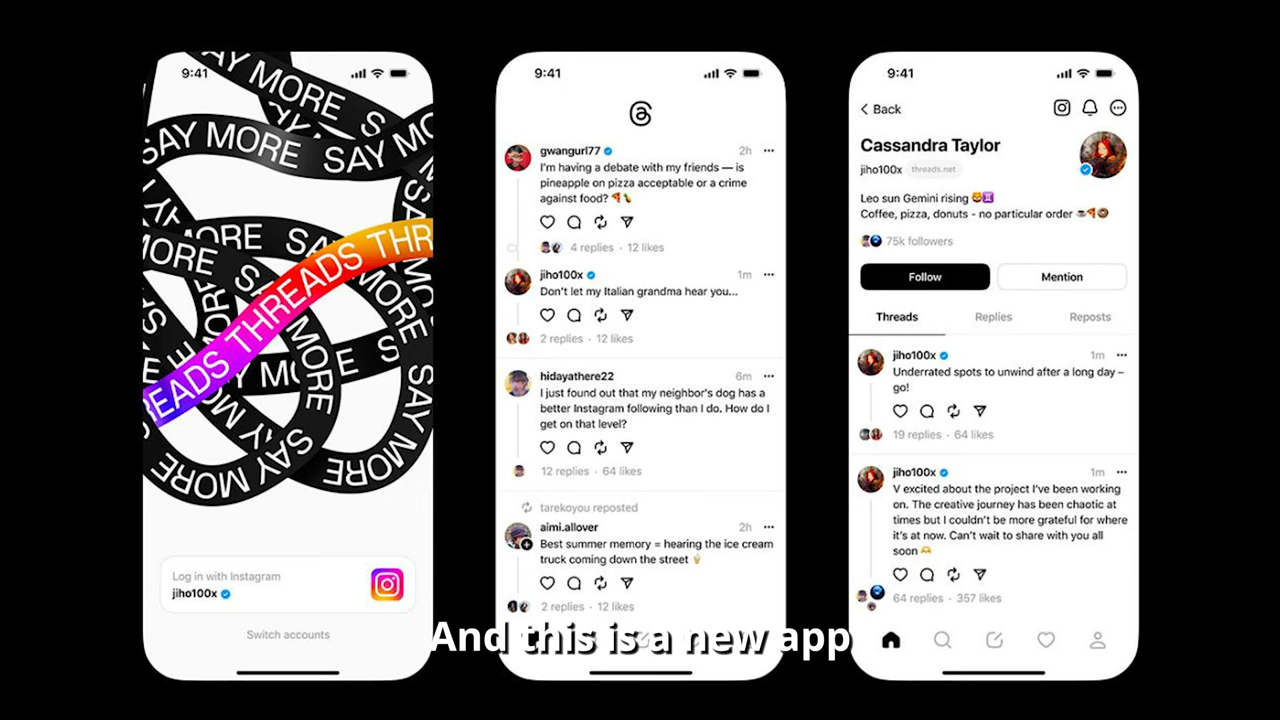 9:41
SAY MORE
SAY MORE
SAY MORE
READS THREADS THR
SAY MORE
SAY MORE
SAY MORE
Log in with Instagram
jiho100x
Switch accounts
9:41
gwangurl77 2h
I'm having a debate with my friends — is
pineapple on pizza acceptable or a crime
against food? 🍕🍍
4 replies · 12 likes
jiho100x 1m
Don't let my Italian grandma hear you...
2 replies · 12 likes
hidayathere22 6m
I just found out that my neighbor's dog has a
better Instagram following than I do. How do I
get on that level?
12 replies · 64 likes
tarekoyou reposted
aimi.allover 2h
Best summer memory = hearing the ice cream
truck coming down the street 🍦
2 replies · 12 likes
9:41
Back
Cassandra Taylor
jiho100x threads.net
Leo sun Gemini rising 🦁♊
Coffee, pizza, donuts - no particular order ☕🍕🍩
75k followers
Follow Mention
Threads Replies Reposts
jiho100x 1m
Underrated spots to unwind after a long day –
go!
19 replies · 64 likes
jiho100x 1m
V excited about the project I've been working
on. The creative journey has been chaotic at
times but I couldn't be more grateful for where
it's at now. Can't wait to share with you all
soon 🫶
64 replies · 357 likes
And this is a new app